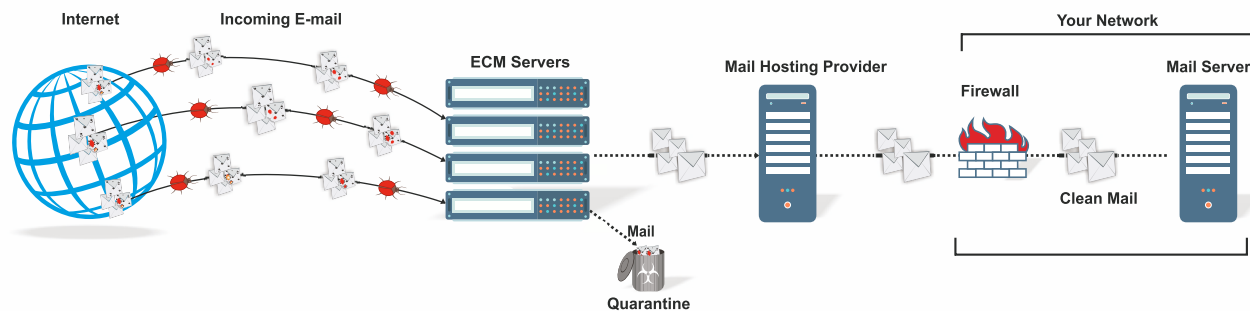 Internet
Incoming E-mail
ECM Servers
Mail
Quarantine
Mail Hosting Provider
Your Network
Firewall
Clean Mail
Mail Server